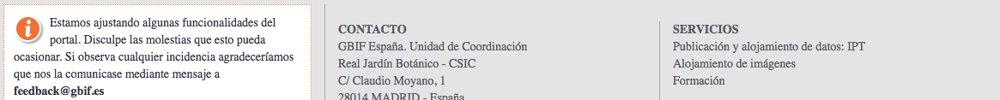 Estamos ajustando algunas funcionalidades del
portal. Disculpe las molestias que esto pueda
ocasionar. Si observa cualquier incidencia agradeceríamos
que nos la comunicase mediante mensaje a
feedback@gbif.es
CONTACTO
GBIF España. Unidad de Coordinación
Real Jardín Botánico - CSIC
C/ Claudio Moyano, 1
28014 MADRID - España
SERVICIOS
Publicación y alojamiento de datos: IPT
Alojamiento de imágenes
Formación